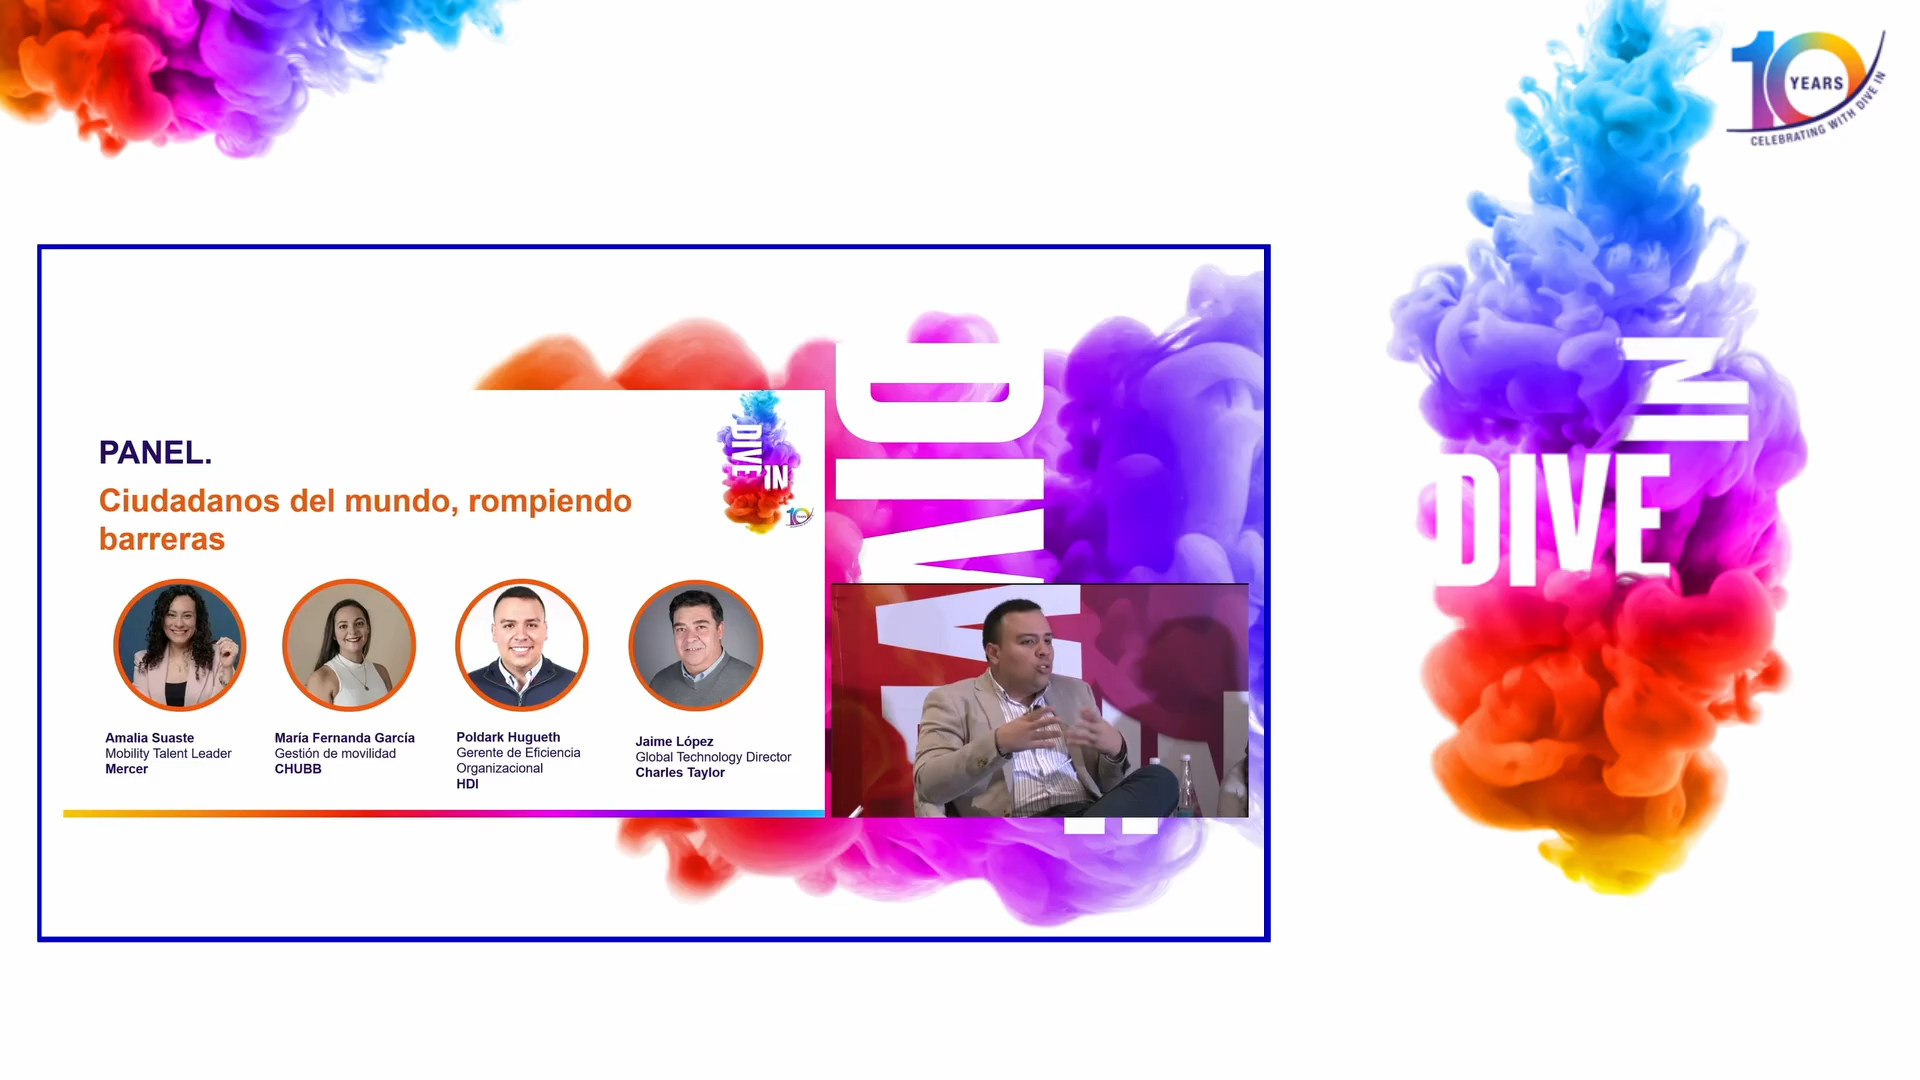 10 YEARS
CELEBRATING WITH DIVE IN
DIVE
IN
PANEL.
Ciudadanos del mundo, rompiendo
barreras
DIVE
IN
10
Amalia Suaste
Mobility Talent Leader
Mercer
María Fernanda García
Gestión de movilidad
CHUBB
Poldark Hugueth
Gerente de Eficiencia
Organizacional
HDI
Jaime López
Global Technology Director
Charles Taylor